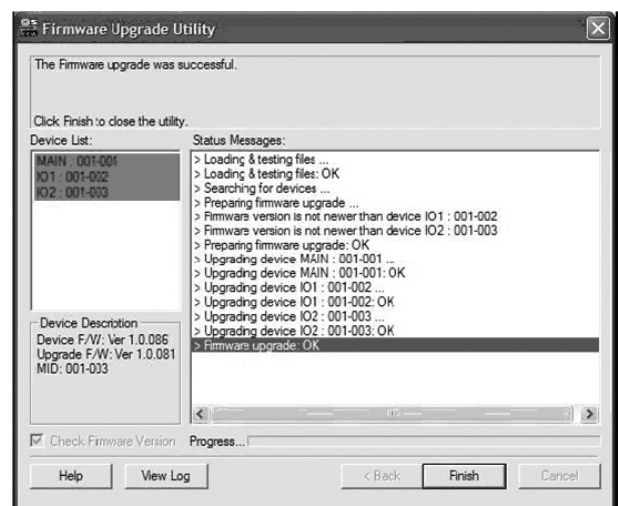 Firmware Upgrade Utility
The Firmware upgrade was successful.
Click Finish to close the utility.
Device List:
MAIN : 001-001
IO1 : 001-002
IO2 : 001-003
Status Messages:
> Loading & testing files ...
> Loading & testing files: OK
> Searching for devices ...
> Preparing firmware upgrade ...
> Firmware version is not newer than device IO1 : 001-002
> Firmware version is not newer than device IO2 : 001-003
> Preparing firmware upgrade: OK
> Upgrading device MAIN : 001-001 ...
> Upgrading device MAIN : 001-001: OK
> Upgrading device IO1 : 001-002 ...
> Upgrading device IO1 : 001-002: OK
> Upgrading device IO2 : 001-003 ...
> Upgrading device IO2 : 001-003: OK
> Firmware upgrade: OK
Device Description
Device F/W: Ver 1.0.086
Upgrade F/W: Ver 1.0.081
MID: 001-003
Check Firmware Version
Progress...
Help
View Log
< Back
Finish
Cancel